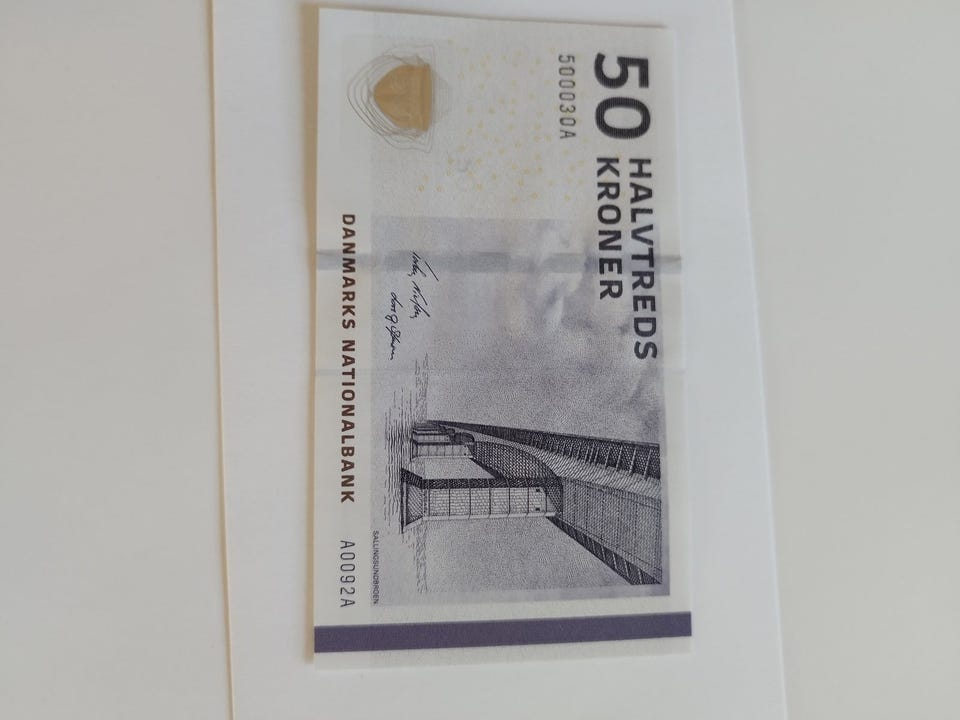 50 HALVTREDS
KRONER
500030A
SALLINGSUNDBROEN
DANMARKS NATIONALBANK A0092A